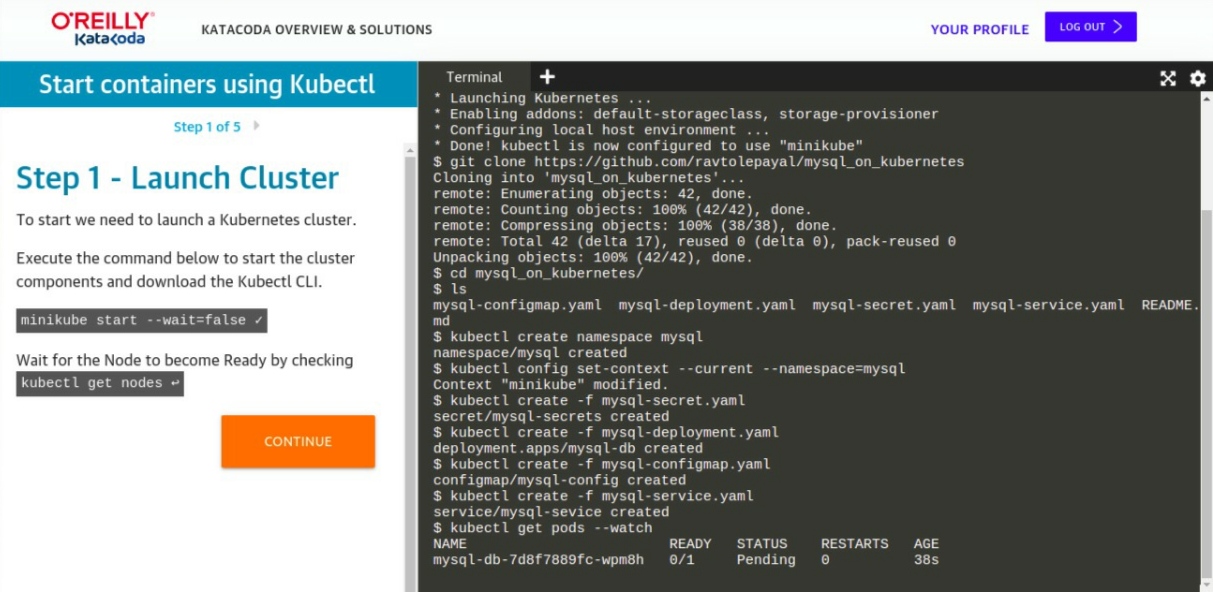 O'REILLY®
Katacoda
KATACODA OVERVIEW & SOLUTIONS
YOUR PROFILE
LOG OUT
Start containers using Kubectl
Step 1 of 5
Step 1 - Launch Cluster
To start we need to launch a Kubernetes cluster.
Execute the command below to start the cluster
components and download the Kubectl CLI.
minikube start --wait=false ✓
Wait for the Node to become Ready by checking
kubectl get nodes ↩
CONTINUE
Terminal
* Launching Kubernetes ...
* Enabling addons: default-storageclass, storage-provisioner
* Configuring local host environment ...
* Done! kubectl is now configured to use "minikube"
$ git clone https://github.com/ravtolepayal/mysql_on_kubernetes
Cloning into 'mysql_on_kubernetes'...
remote: Enumerating objects: 42, done.
remote: Counting objects: 100% (42/42), done.
remote: Compressing objects: 100% (38/38), done.
remote: Total 42 (delta 17), reused 0 (delta 0), pack-reused 0
Unpacking objects: 100% (42/42), done.
$ cd mysql_on_kubernetes/
$ ls
mysql-configmap.yaml  mysql-deployment.yaml  mysql-secret.yaml  mysql-service.yaml  README.
md
$ kubectl create namespace mysql
namespace/mysql created
$ kubectl config set-context --current --namespace=mysql
Context "minikube" modified.
$ kubectl create -f mysql-secret.yaml
secret/mysql-secrets created
$ kubectl create -f mysql-deployment.yaml
deployment.apps/mysql-db created
$ kubectl create -f mysql-configmap.yaml
configmap/mysql-config created
$ kubectl create -f mysql-service.yaml
service/mysql-sevice created
$ kubectl get pods --watch
NAME                        READY   STATUS    RESTARTS   AGE
mysql-db-7d8f7889fc-wpm8h   0/1     Pending   0          38s